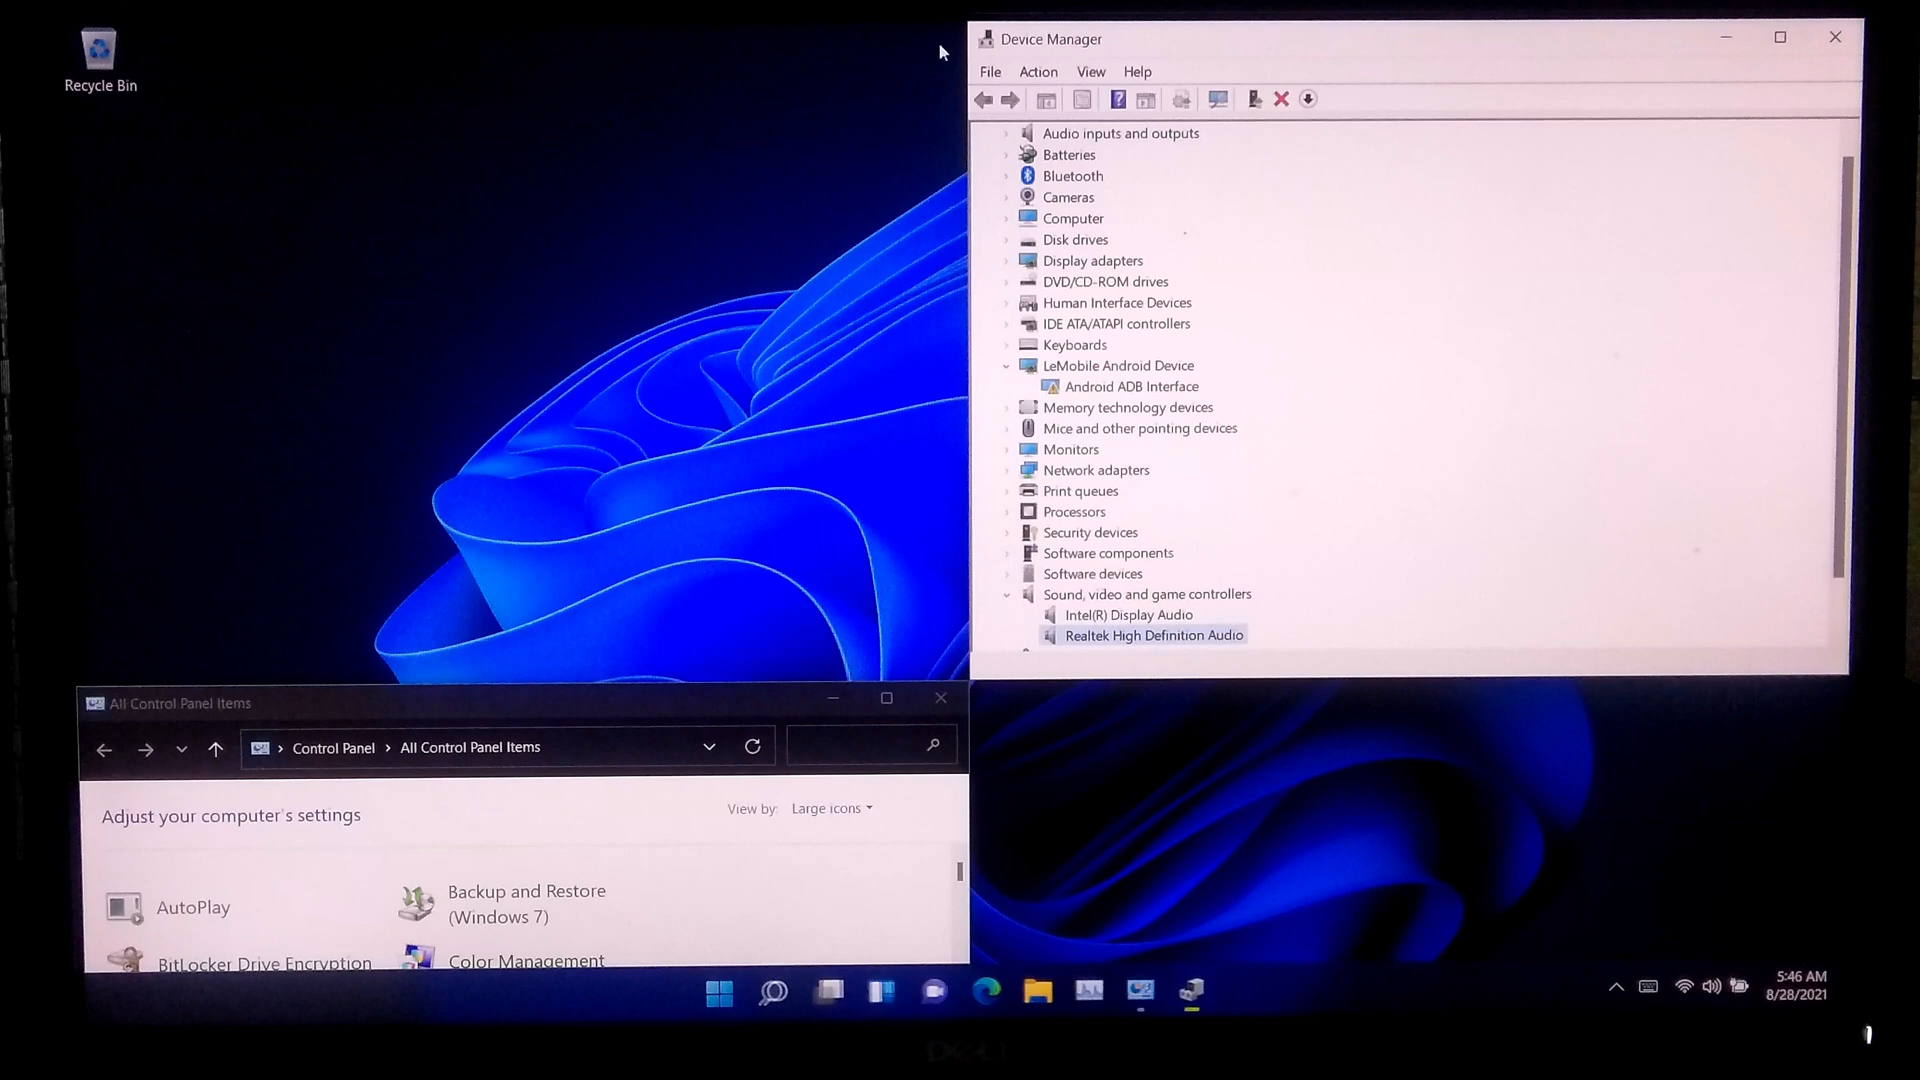 Recycle Bin
Device Manager
File Action View Help
Audio inputs and outputs
Batteries
Bluetooth
Cameras
Computer
Disk drives
Display adapters
DVD/CD-ROM drives
Human Interface Devices
IDE ATA/ATAPI controllers
Keyboards
LeMobile Android Device
Android ADB Interface
Memory technology devices
Mice and other pointing devices
Monitors
Network adapters
Print queues
Processors
Security devices
Software components
Software devices
Sound, video and game controllers
Intel(R) Display Audio
Realtek High Definition Audio
All Control Panel Items
Control Panel > All Control Panel Items
Adjust your computer's settings
View by: Large icons
AutoPlay
Backup and Restore
(Windows 7)
BitLocker Drive Encryption
Color Management
5:46 AM
8/28/2021
DELL